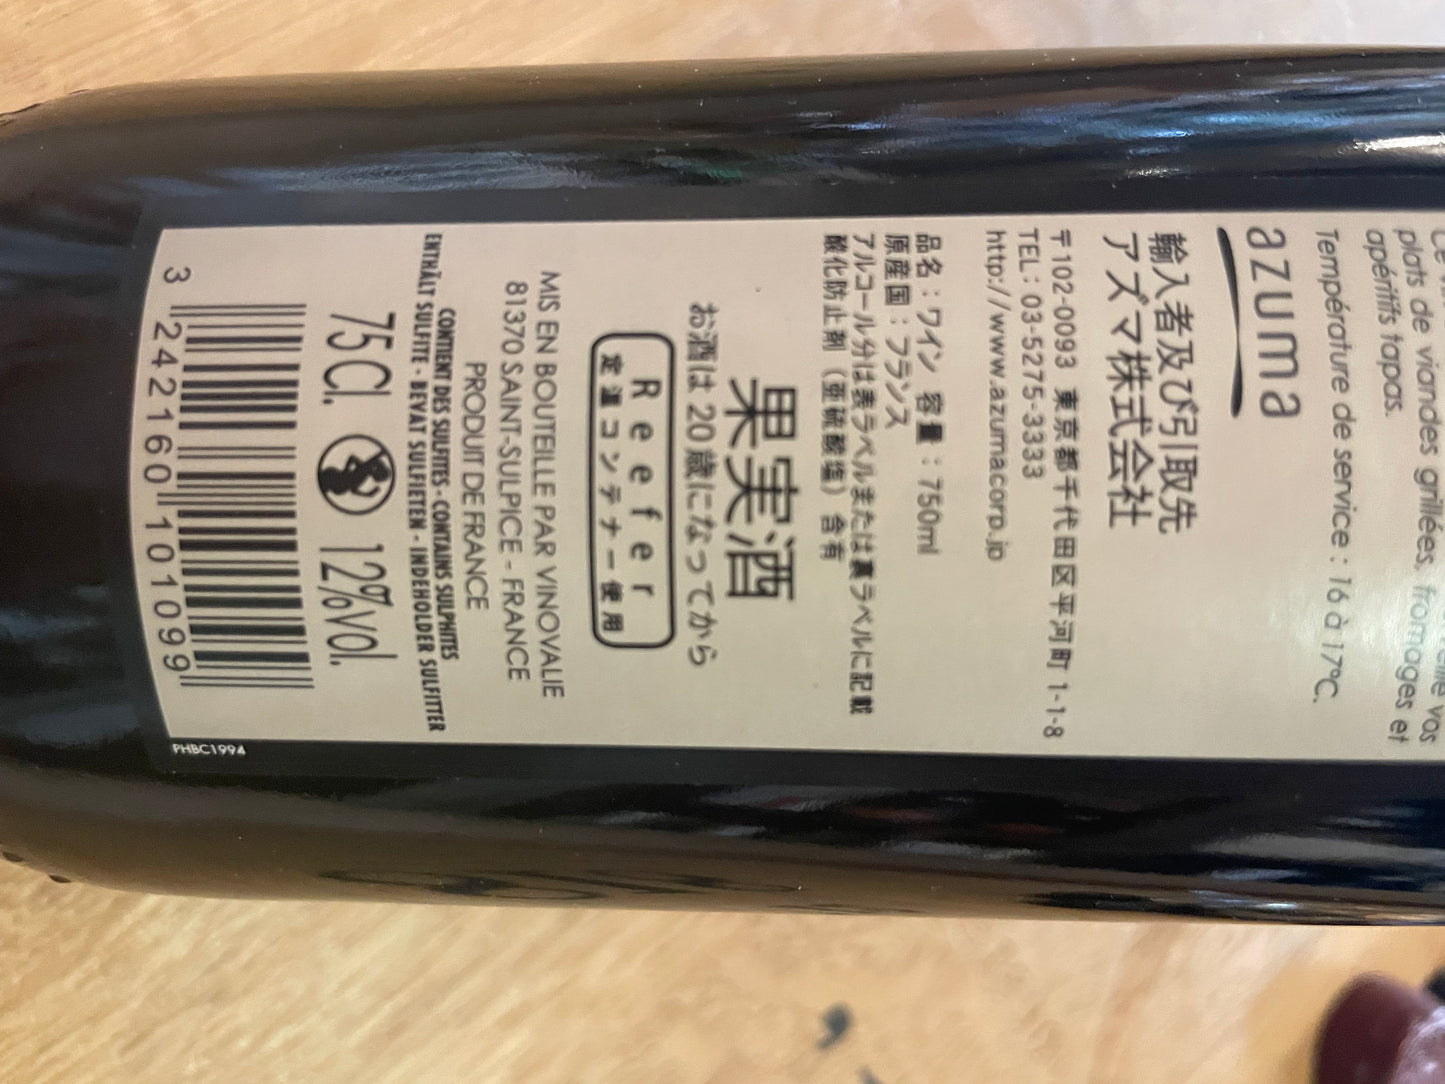 plats de viandes grillées, fromages et
apéritifs tapas.
Température de service : 16 à 17°C.
azuma
輸入者及び引取先
アズマ株式会社
〒102-0093 東京都千代田区平河町 1-1-8
TEL: 03-5275-3333
http://www.azumacorp.jp
品名：ワイン 容量：750ml
原産国：フランス
アルコール分は表ラベルまたは裏ラベルに記載
酸化防止剤（亜硫酸塩）含有
果実酒
お酒は 20 歳になってから
Reefer
定温コンテナー使用
MIS EN BOUTEILLE PAR VINOVALIE
81370 SAINT-SULPICE - FRANCE
PRODUIT DE FRANCE
CONTIENT DES SULFITES - CONTAINS SULPHITES
ENTHÄLT SULFITE - BEVAT SULFIETEN - INDEHOLDER SULFITTER
75Cl. 12%Vol.
3 242160 101099
PHBC1994